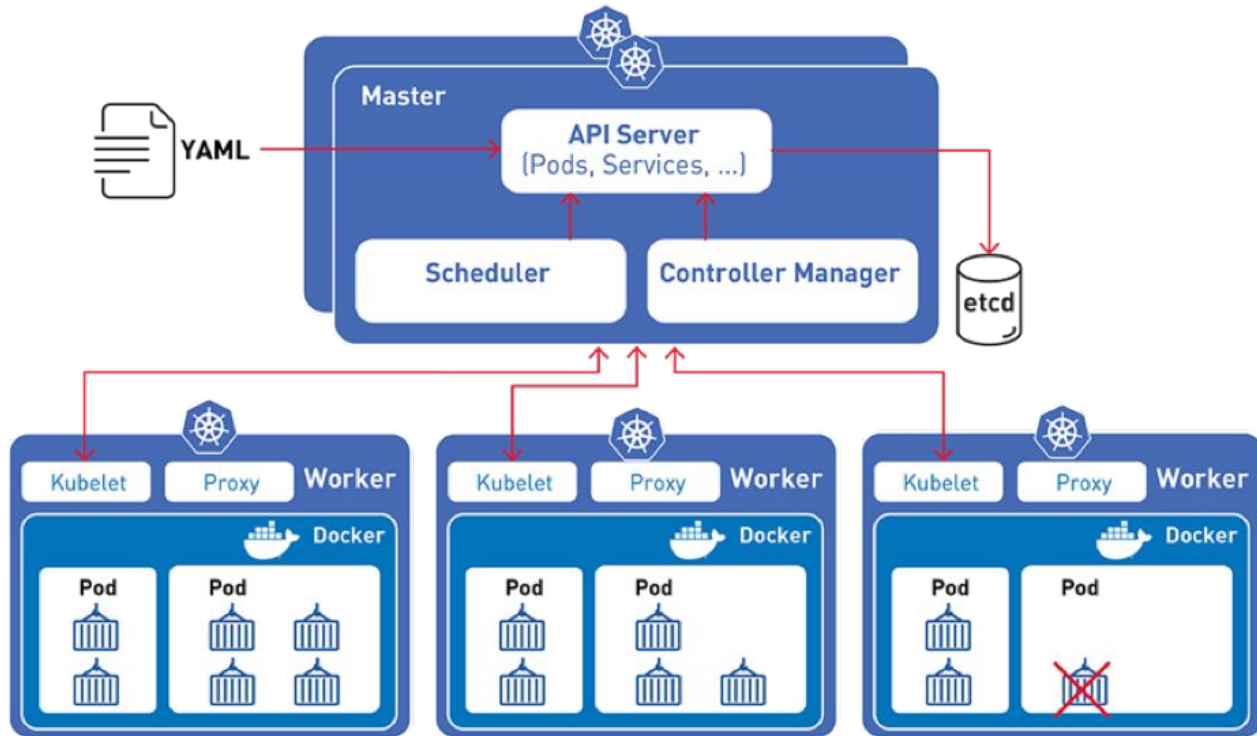 Master
YAML
API Server
(Pods, Services, ...)
Scheduler
Controller Manager
etcd
Kubelet
Proxy
Worker
Docker
Pod
Pod
Kubelet
Proxy
Worker
Docker
Pod
Pod
Kubelet
Proxy
Worker
Docker
Pod
Pod